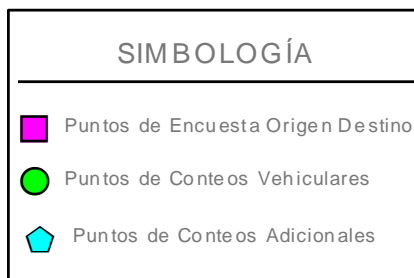 SIMBOLOGÍA
Puntos de Encuesta Origen Destino
Puntos de Conteos Vehiculares
Puntos de Conteos Adicionales